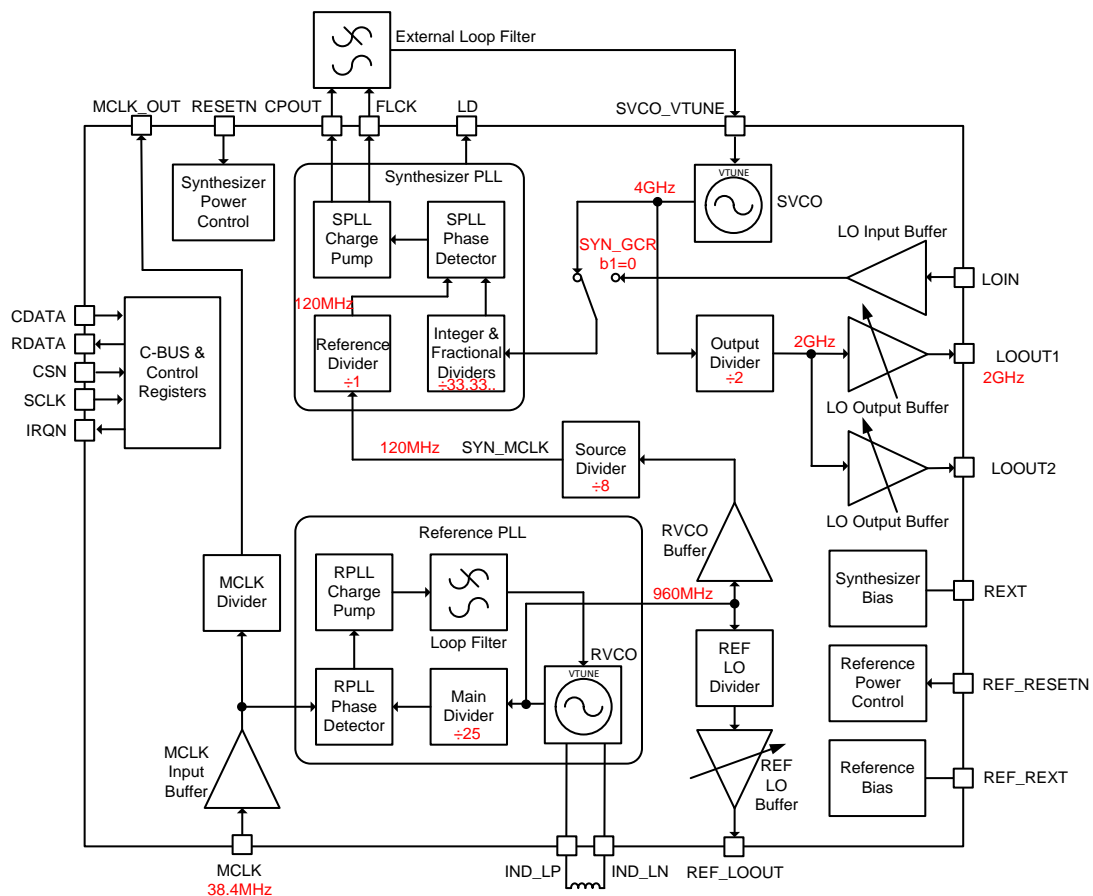 External Loop Filter
MCLK_OUT
RESETN
CPOUT
FLCK
LD
SVCO_VTUNE
Synthesizer
Power
Control
Synthesizer PLL
SPLL
Charge
Pump
SPLL
Phase
Detector
120MHz
Reference
Divider
÷1
Integer &
Fractional
Dividers
÷33.33..
4GHz
VTUNE
SVCO
SYN_GCR
b1=0
LO Input Buffer
LOIN
CDATA
RDATA
CSN
SCLK
IRQN
C-BUS &
Control
Registers
Output
Divider
÷2
2GHz
LOOUT1
2GHz
LO Output Buffer
LOOUT2
LO Output Buffer
120MHz
SYN_MCLK
Source
Divider
÷8
Reference PLL
RVCO
Buffer
MCLK
Divider
RPLL
Charge
Pump
Loop Filter
960MHz
Synthesizer
Bias
REXT
RVCO
VTUNE
RPLL
Phase
Detector
Main
Divider
÷25
REF
LO
Divider
Reference
Power
Control
REF_RESETN
MCLK
Input
Buffer
REF
LO
Buffer
Reference
Bias
REF_REXT
MCLK
38.4MHz
IND_LP
IND_LN
REF_LOOUT